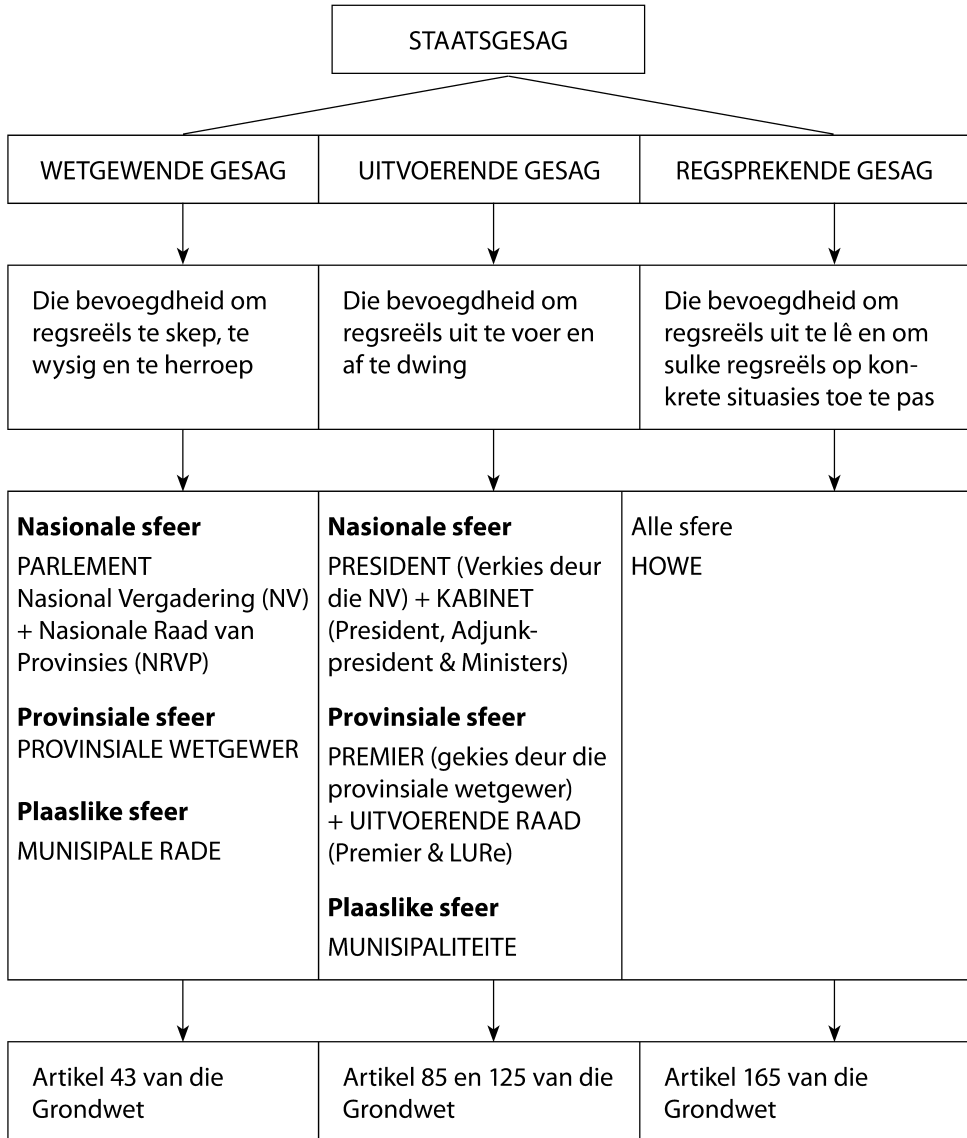 STAATSGESAG
WETGEWENDE GESAG
UITVOERENDE GESAG
REGSPREKENDE GESAG
Die bevoegdheid om
regsreëls te skep, te
wysig en te herroep
Die bevoegdheid om
regsreëls uit te voer en
af te dwing
Die bevoegdheid om
regsreëls uit te lê en om
sulke regsreëls op kon-
krete situasies toe te pas
Nasionale sfeer
PARLEMENT
Nasional Vergadering (NV)
+ Nasionale Raad van
Provinsies (NRVP)
Provinsiale sfeer
PROVINSIALE WETGEWER
Plaaslike sfeer
MUNISIPALE RADE
Nasionale sfeer
PRESIDENT (Verkies deur
die NV) + KABINET
(President, Adjunk-
president & Ministers)
Provinsiale sfeer
PREMIER (gekies deur die
provinsiale wetgewer)
+ UITVOERENDE RAAD
(Premier & LURe)
Plaaslike sfeer
MUNISIPALITEITE
Alle sfere
HOWE
Artikel 43 van die
Grondwet
Artikel 85 en 125 van die
Grondwet
Artikel 165 van die
Grondwet